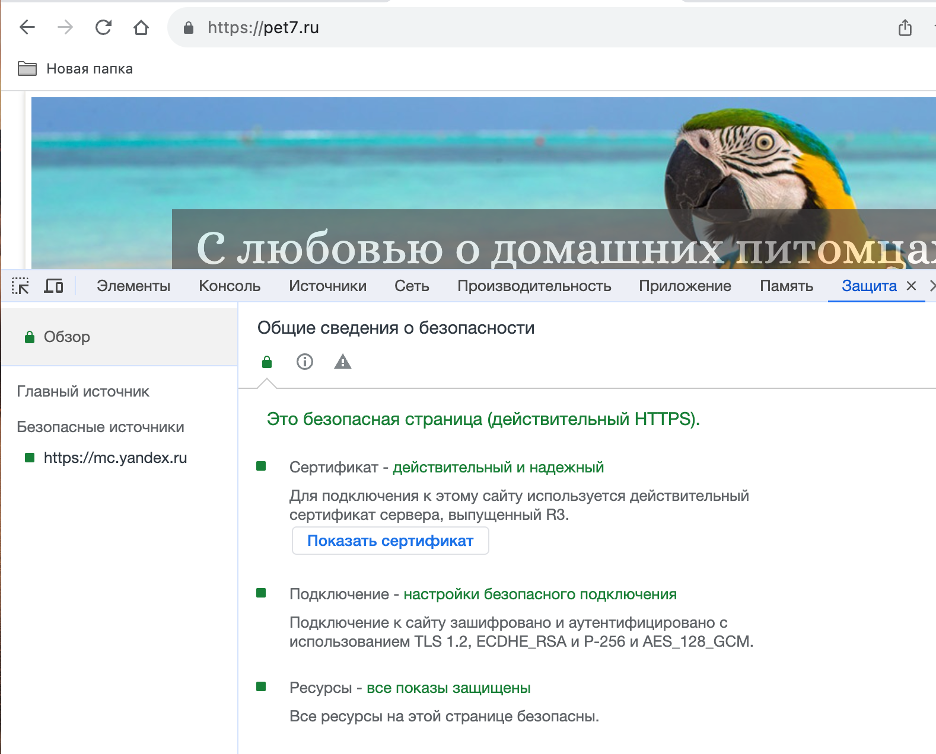 https://pet7.ru
Новая папка
С любовью о домашних питомцах
Элементы Консоль Источники Сеть Производительность Приложение Память Защита
Обзор
Главный источник
Безопасные источники
https://mc.yandex.ru
Общие сведения о безопасности
Это безопасная страница (действительный HTTPS).
Сертификат - действительный и надежный
Для подключения к этому сайту используется действительный
сертификат сервера, выпущенный R3.
Показать сертификат
Подключение - настройки безопасного подключения
Подключение к сайту зашифровано и аутентифицировано с
использованием TLS 1.2, ECDHE_RSA и P-256 и AES_128_GCM.
Ресурсы - все показы защищены
Все ресурсы на этой странице безопасны.